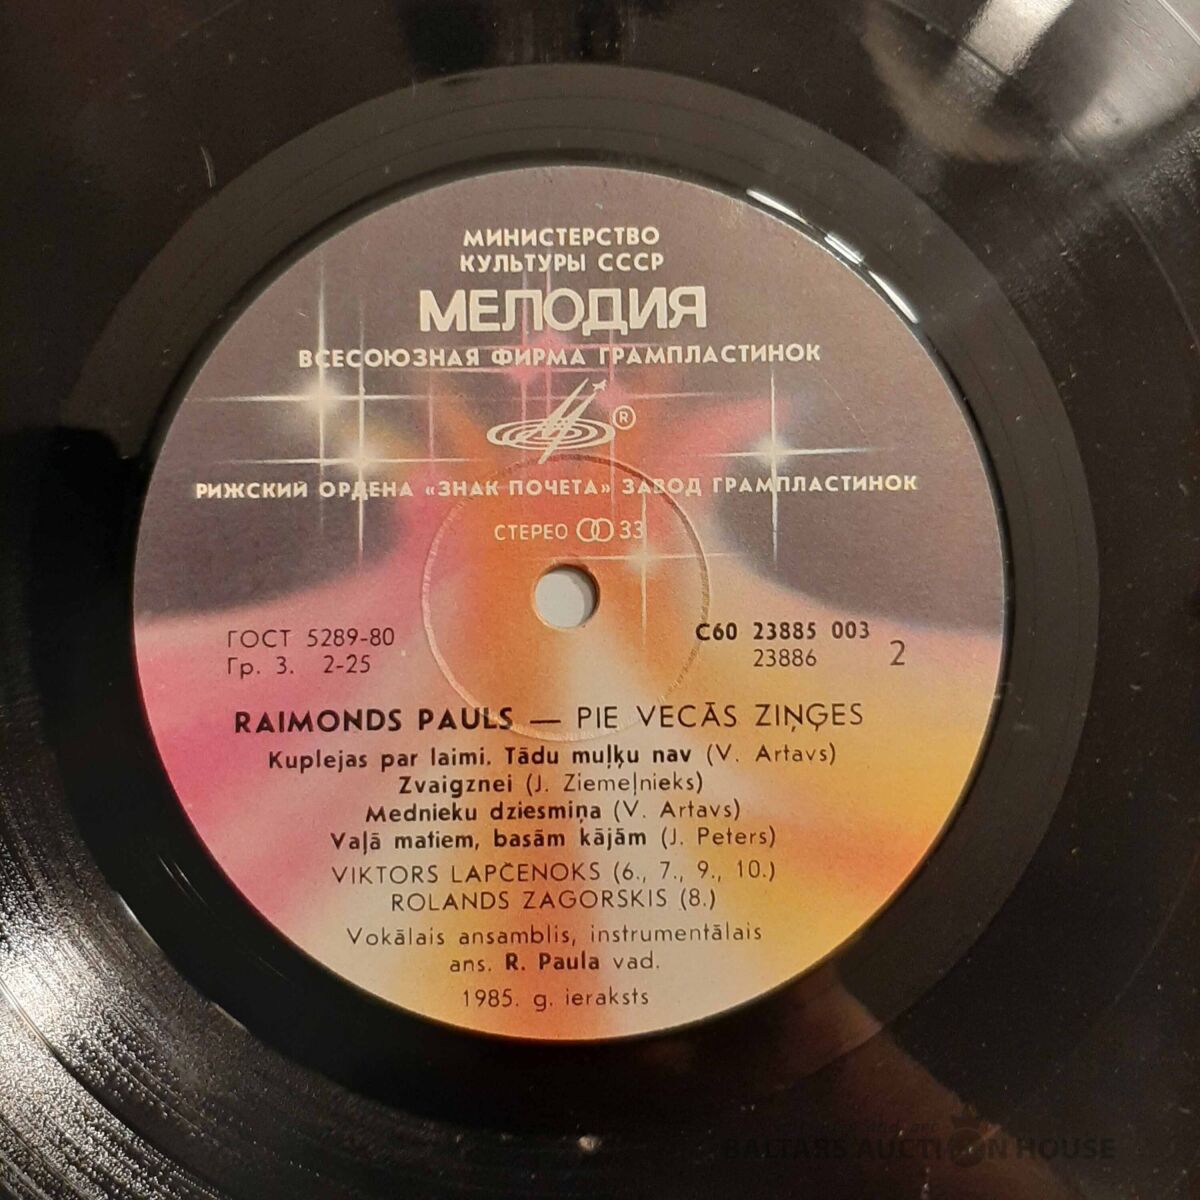 МИНИСТЕРСТВО
КУЛЬТУРЫ СССР
МЕЛОДИЯ
ВСЕСОЮЗНАЯ ФИРМА ГРАМПЛАСТИНОК
®
РИЖСКИЙ ОРДЕНА «ЗНАК ПОЧЕТА» ЗАВОД ГРАМПЛАСТИНОК
СТЕРЕО 33
ГОСТ 5289-80
Гр. 3. 2-25
С60 23885 003
23886
2
RAIMONDS PAULS — PIE VECĀS ZIŅĢES
Kuplejas par laimi. Tādu muļķu nav (V. Artavs)
Zvaigznei (J. Ziemeļnieks)
Mednieku dziesmiņa (V. Artavs)
Vaļā matiem, basām kājām (J. Peters)
VIKTORS LAPČENOKS (6., 7., 9., 10.)
ROLANDS ZAGORSKIS (8.)
Vokālais ansamblis, instrumentālais
ans. R. Paula vad.
1985. g. ieraksts
BALTARS AUCTION HOUSE